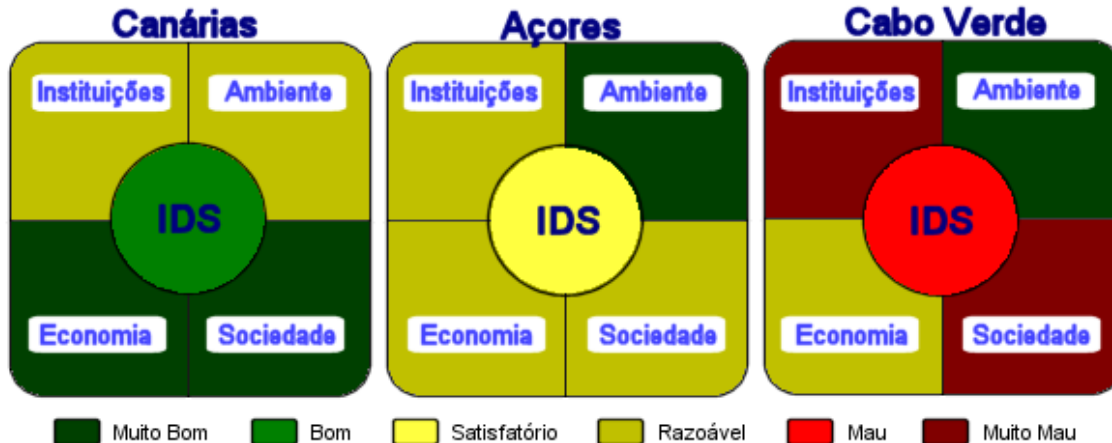 Canárias Açores Cabo Verde
Instituições Ambiente Instituições Ambiente Instituições Ambiente
IDS IDS IDS
Economia Sociedade Economia Sociedade Economia Sociedade
Muito Bom Bom Satisfatório Razoável Mau Muito Mau